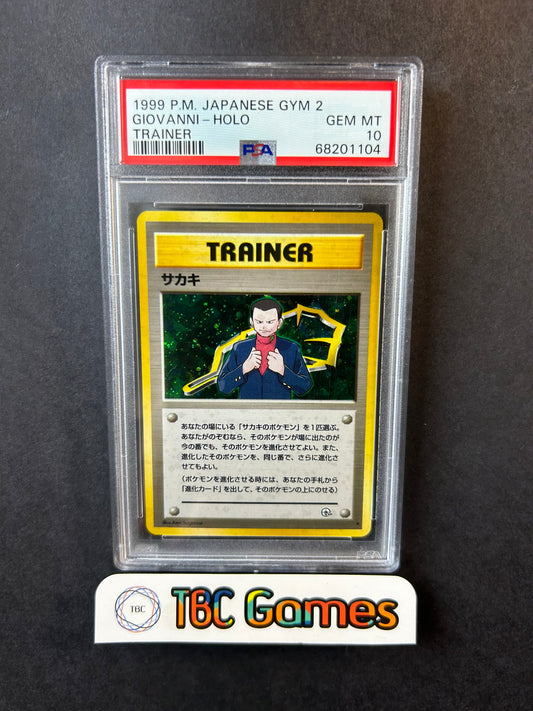 1999 P.M. JAPANESE GYM 2
GIOVANNI-HOLO GEM MT
TRAINER 10
PSA 68201104
TRAINER
サカキ
あなたの場にいる「サカキのポケモン」を1匹選ぶ。
あなたがのぞむなら、そのポケモンが場に出たのが
今の番でも、そのポケモンを進化させてよい。また、
進化したそのポケモンを、同じ番で、さらに進化さ
せてもよい。
(ポケモンを進化させる時には、あなたの手札から
「進化カード」を出して、そのポケモンの上にのせる)
Illus. Ken Sugimori
PSA
TBC
TBC Games